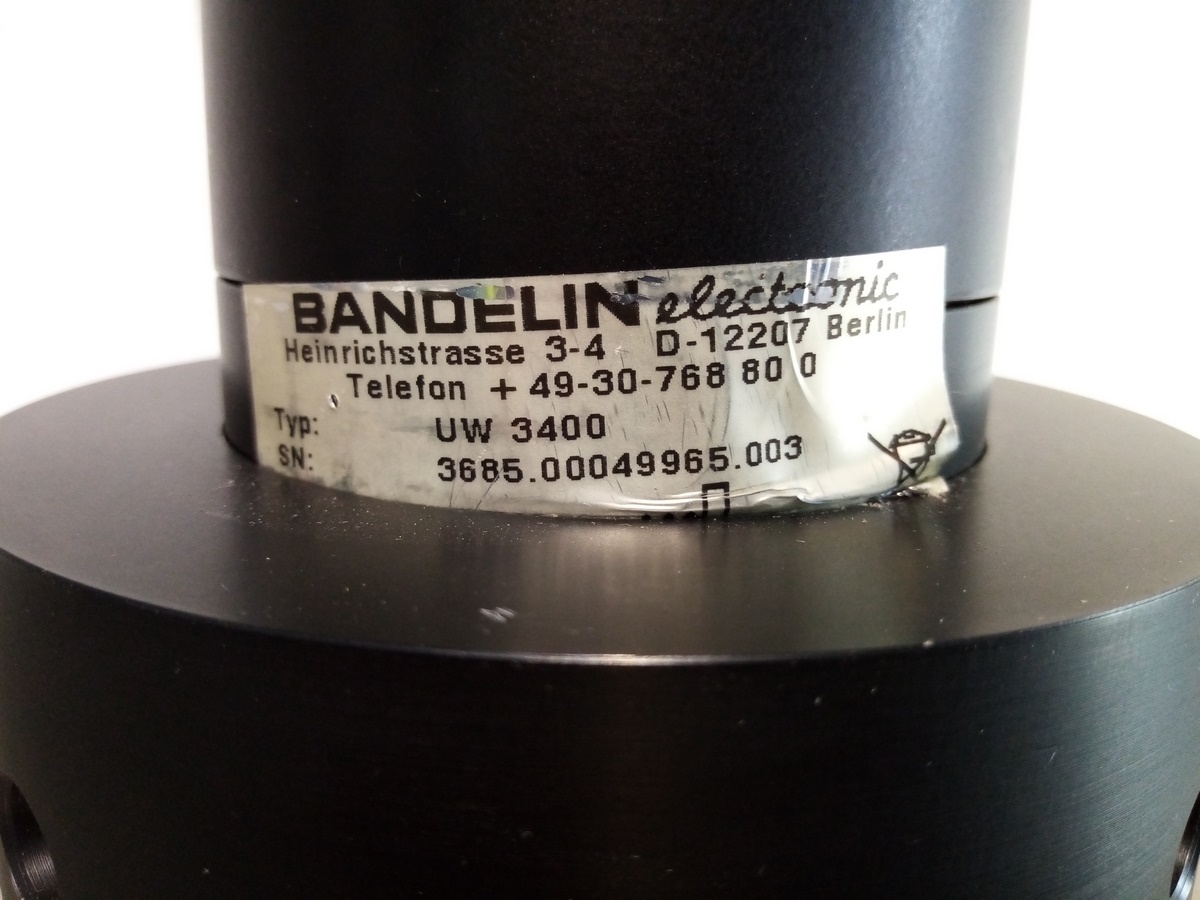 BANDELIN electronic
Heinrichstrasse 3-4 D-12207 Berlin
Telefon +49-30-768 80 0
Typ: UW 3400
SN: 3685.00049965.003